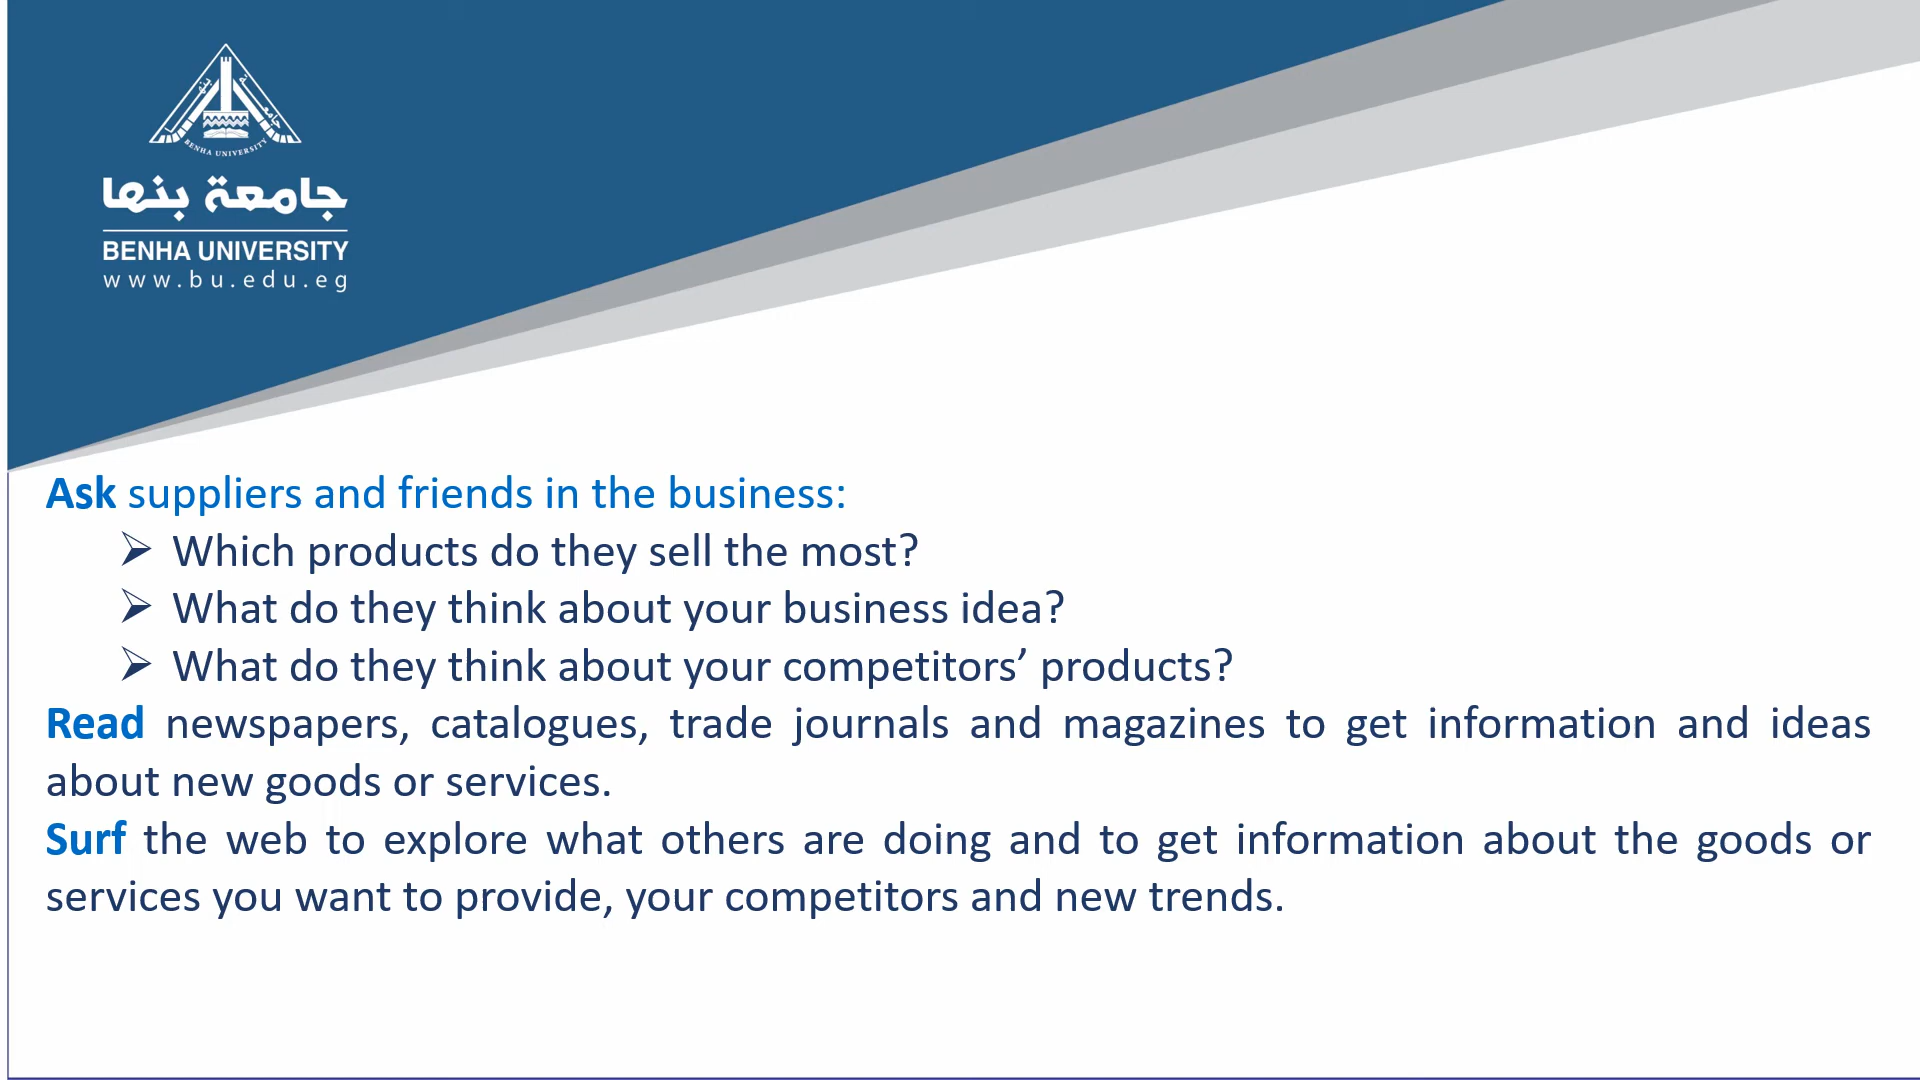 جامعة بنها
BENHA UNIVERSITY
جامعة بنها
BENHA UNIVERSITY
www.bu.edu.eg
Ask suppliers and friends in the business:
➢ Which products do they sell the most?
➢ What do they think about your business idea?
➢ What do they think about your competitors’ products?
Read newspapers, catalogues, trade journals and magazines to get information and ideas
about new goods or services.
Surf the web to explore what others are doing and to get information about the goods or
services you want to provide, your competitors and new trends.